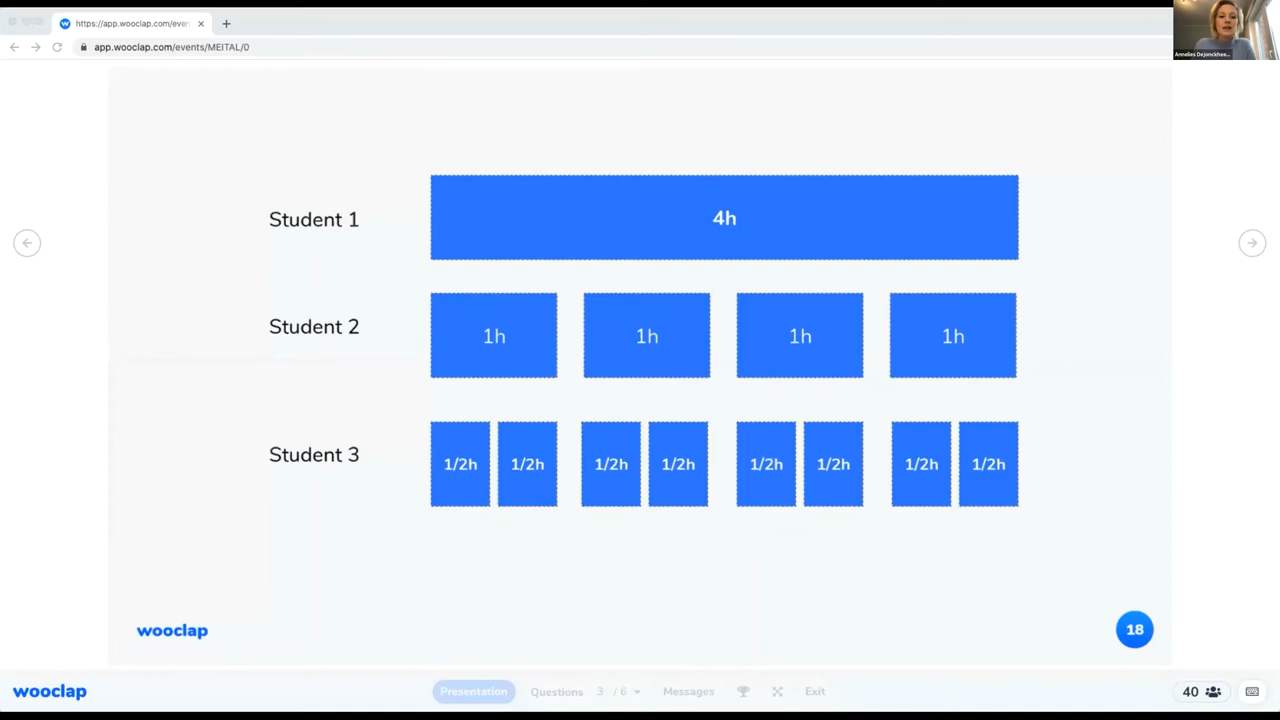 https://app.wooclap.com/even
app.wooclap.com/events/MEITAL/0
Annelies Dejonckhee...
Student 1
4h
Student 2
1h 1h 1h 1h
Student 3
1/2h 1/2h 1/2h 1/2h 1/2h 1/2h 1/2h 1/2h
wooclap
18
wooclap
Presentation Questions 3 / 6 Messages Exit
40